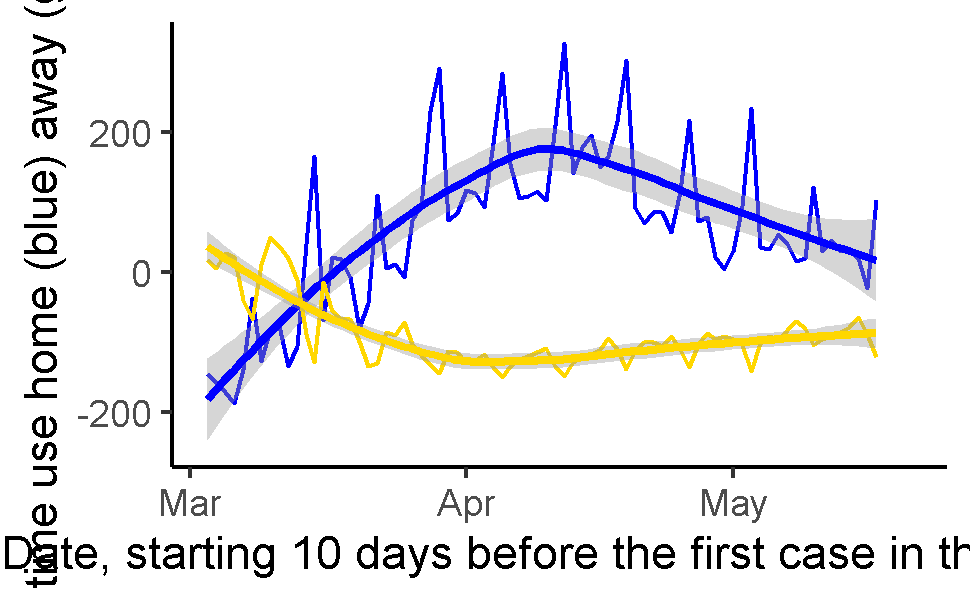 time use home (blue) away (
200
0
-200
Mar Apr May
Date, starting 10 days before the first case in th